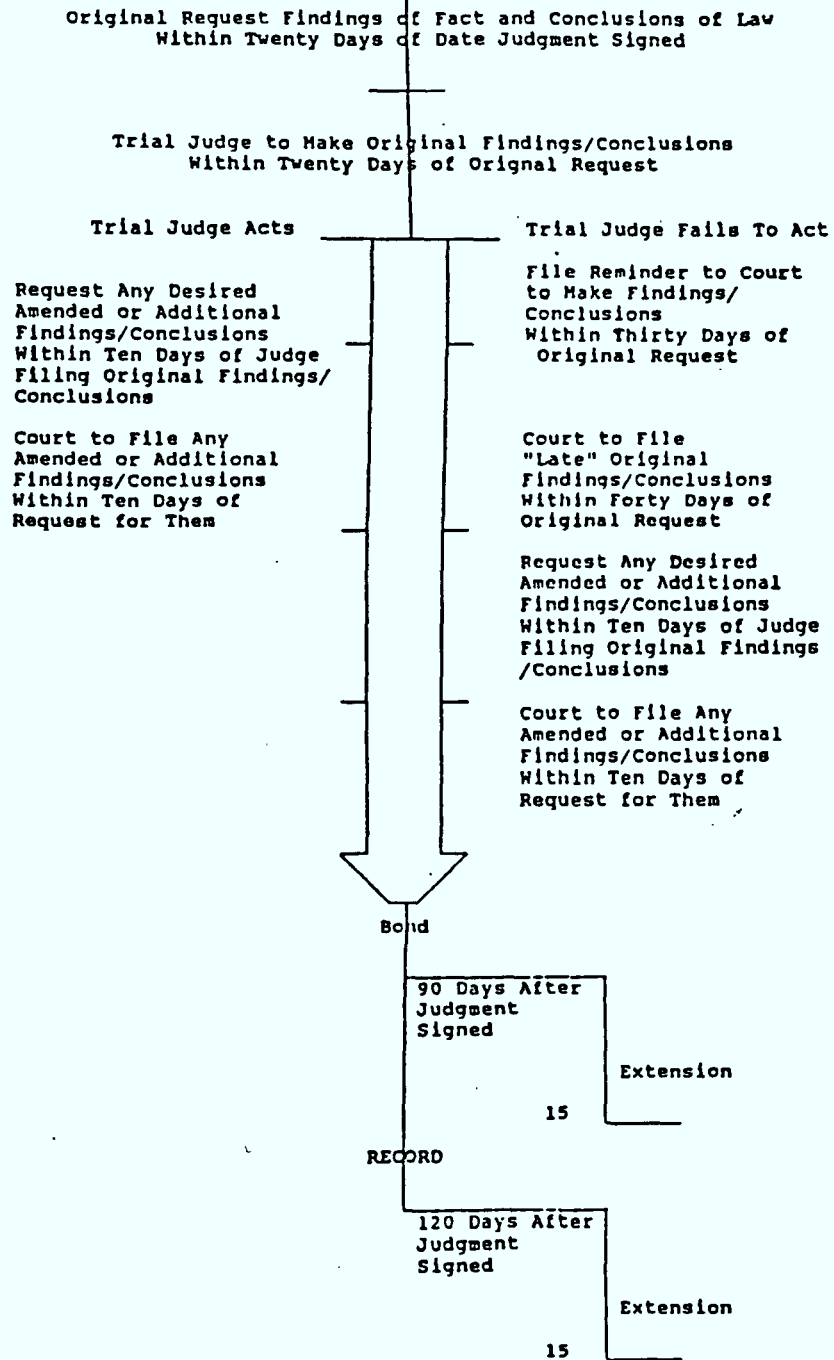 Original Request Findings of Fact and Conclusions of Law
Within Twenty Days of Date Judgment Signed
Trial Judge to Make Original Findings/Conclusions
Within Twenty Days of Orignal Request
Trial Judge Acts
Request Any Desired
Amended or Additional
Findings/Conclusions
Within Ten Days of Judge
Filing Original Findings/
Conclusions
Court to File Any
Amended or Additional
Findings/Conclusions
Within Ten Days of
Request for Them
Trial Judge Fails To Act
File Reminder to Court
to Make Findings/
Conclusions
Within Thirty Days of
Original Request
Court to File
"Late" Original
Findings/Conclusions
Within Forty Days of
Original Request
Request Any Desired
Amended or Additional
Findings/Conclusions
Within Ten Days of Judge
Filing Original Findings
/Conclusions
Court to File Any
Amended or Additional
Findings/Conclusions
Within Ten Days of
Request for Them
Bond
90 Days After
Judgment
Signed
Extension
15
RECORD
120 Days After
Judgment
Signed
Extension
15